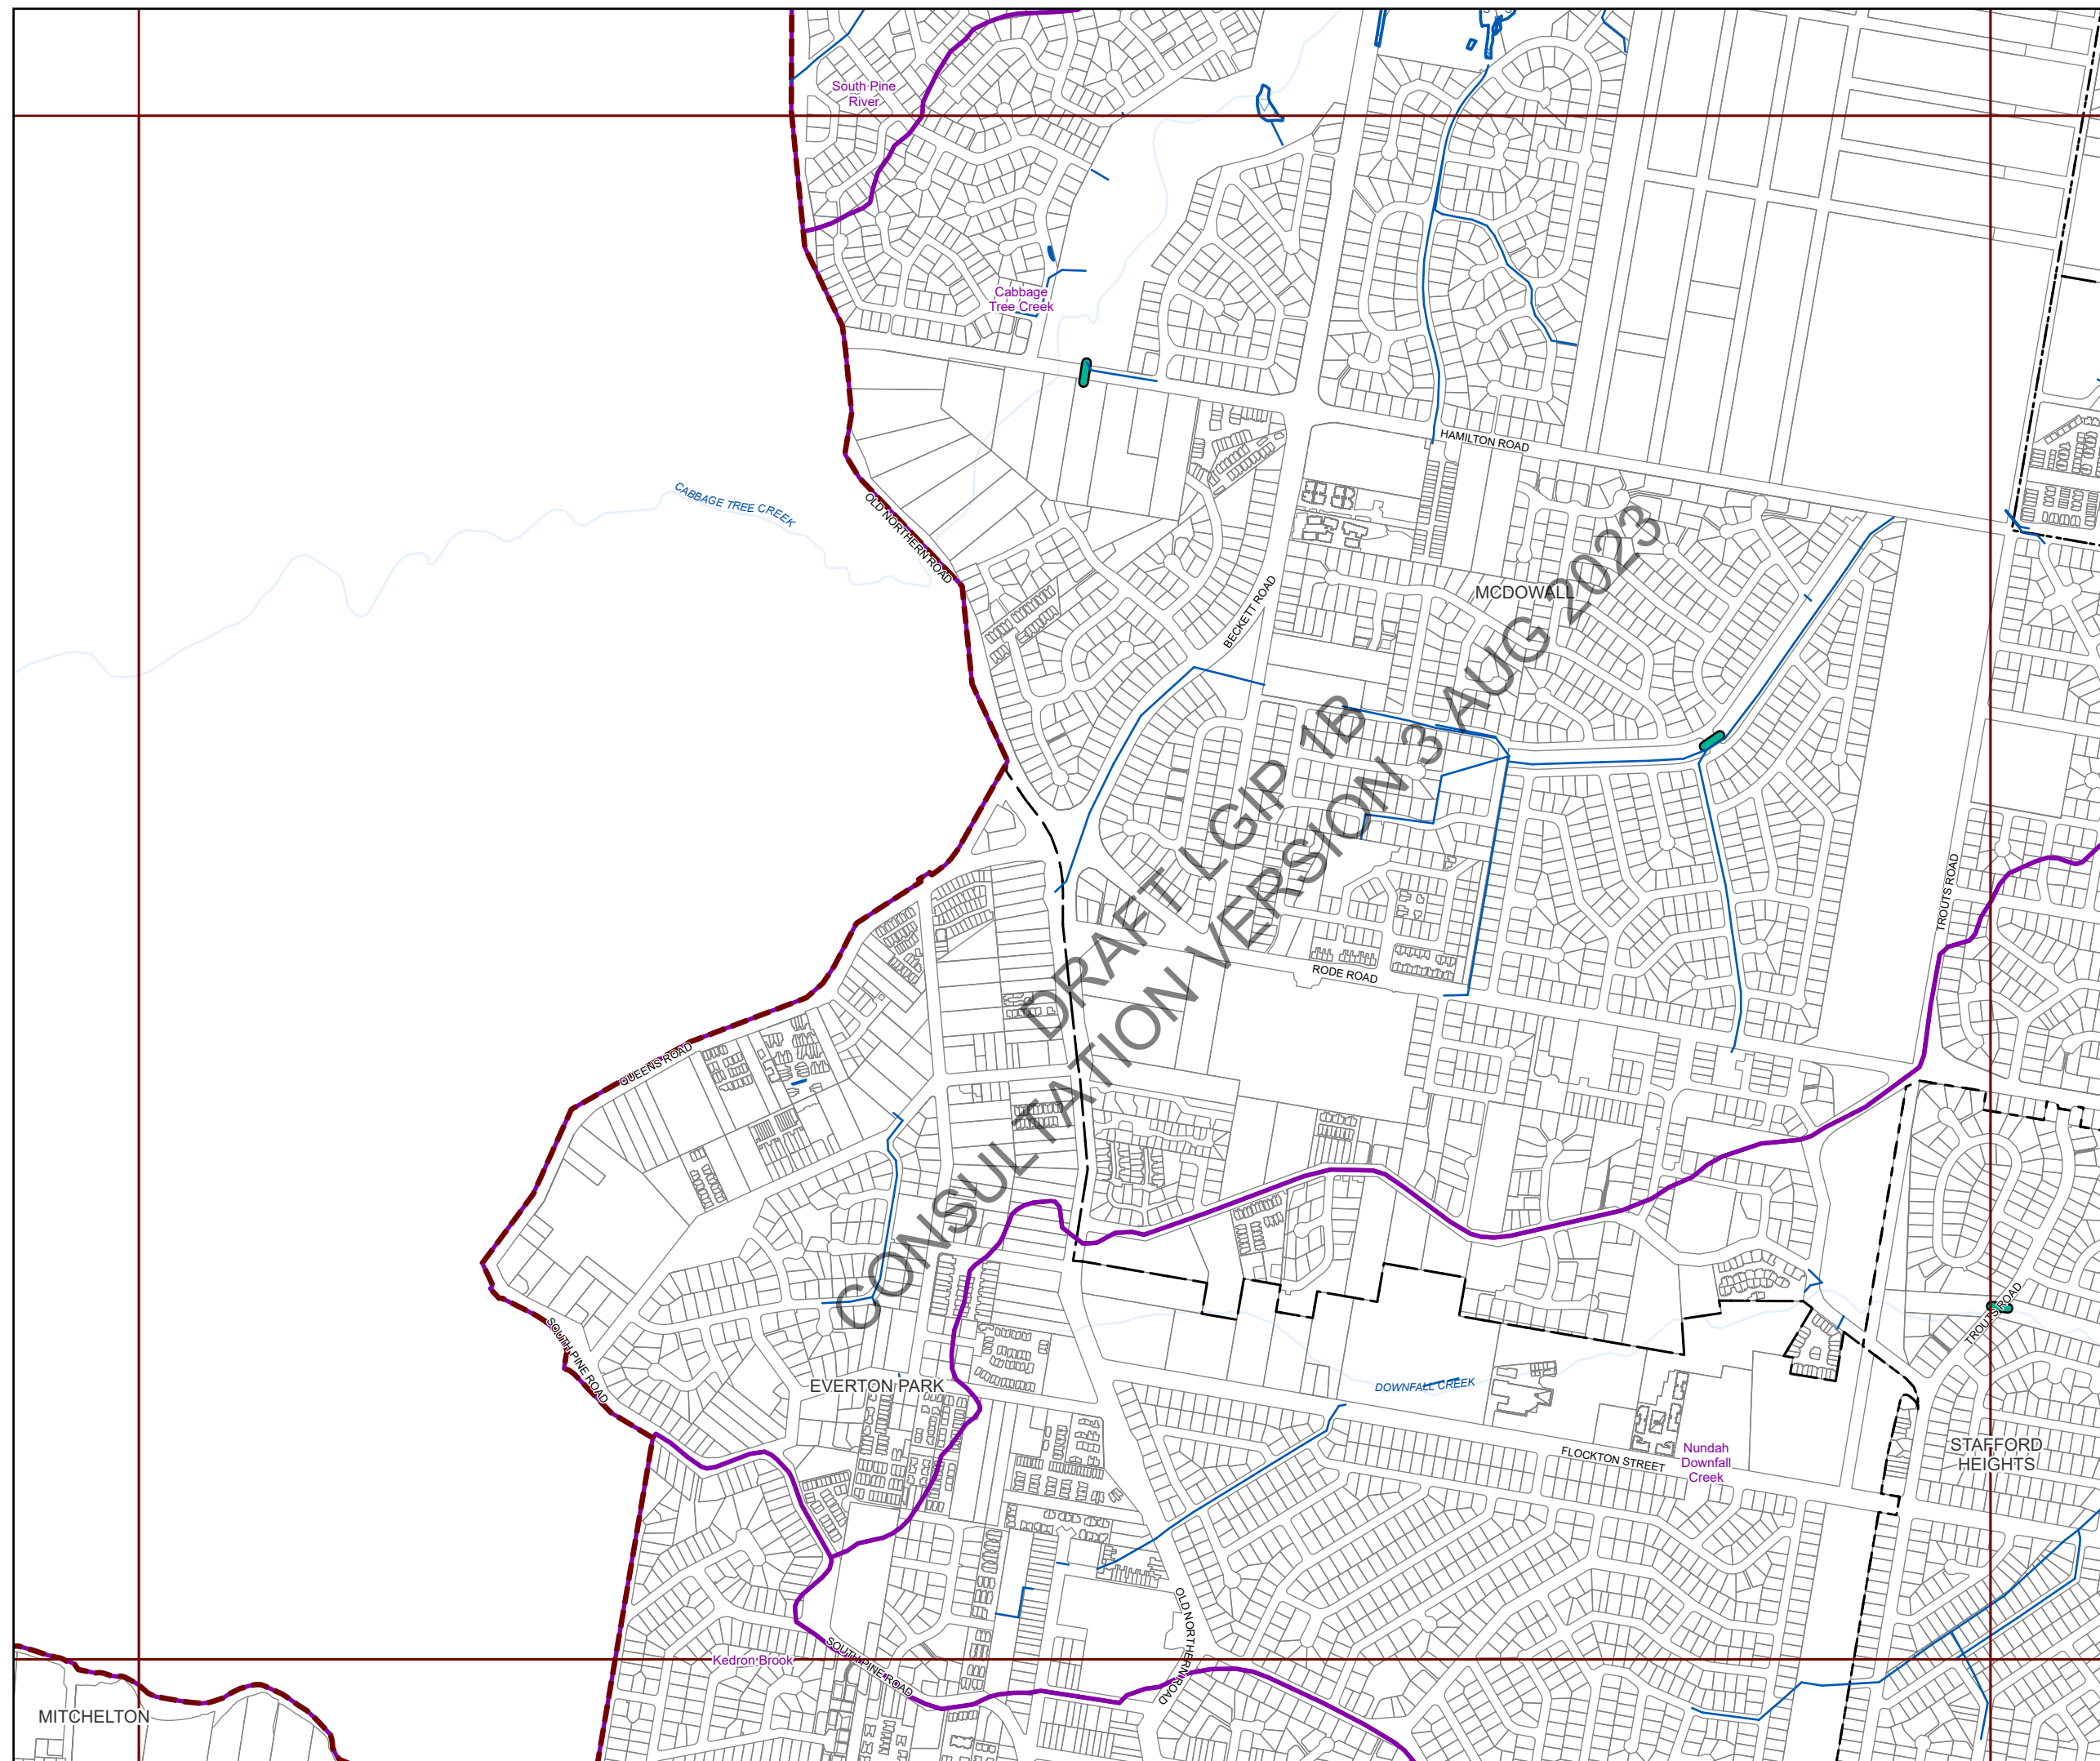 South Pine
River
Cabbage
Tree Creek
HAMILTON ROAD
CABBAGE TREE CREEK
OLD NORTHERN ROAD
BECKETT ROAD
MCDOWALL
DRAFT LGIP 1B
CONSULTATION VERSION 3 AUG 2023
TROUTS ROAD
RODE ROAD
QUEENS ROAD
SOUTH PINE ROAD
TROUTS ROAD
EVERTON PARK
DOWNFALL CREEK
FLOCKTON STREET
Nundah
Downfall
Creek
STAFFORD
HEIGHTS
OLD NORTHERN ROAD
SOUTH PINE ROAD
Kedron Brook
MITCHELTON